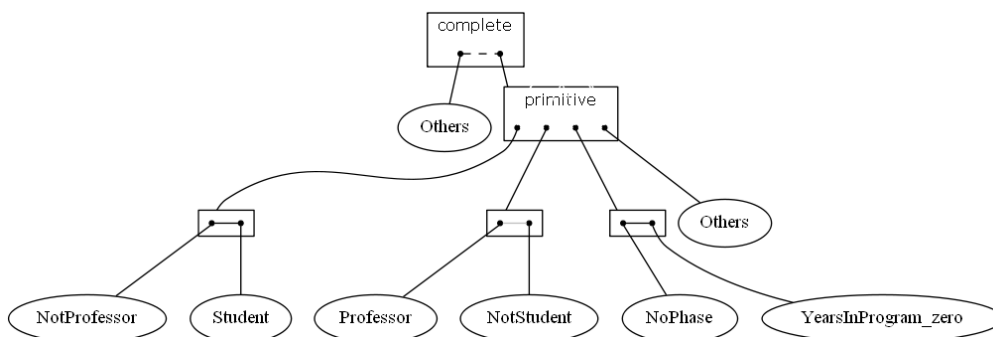 complete
Others
primitive
Others
NotProfessor
Student
Professor
NotStudent
NoPhase
YearsInProgram_zero